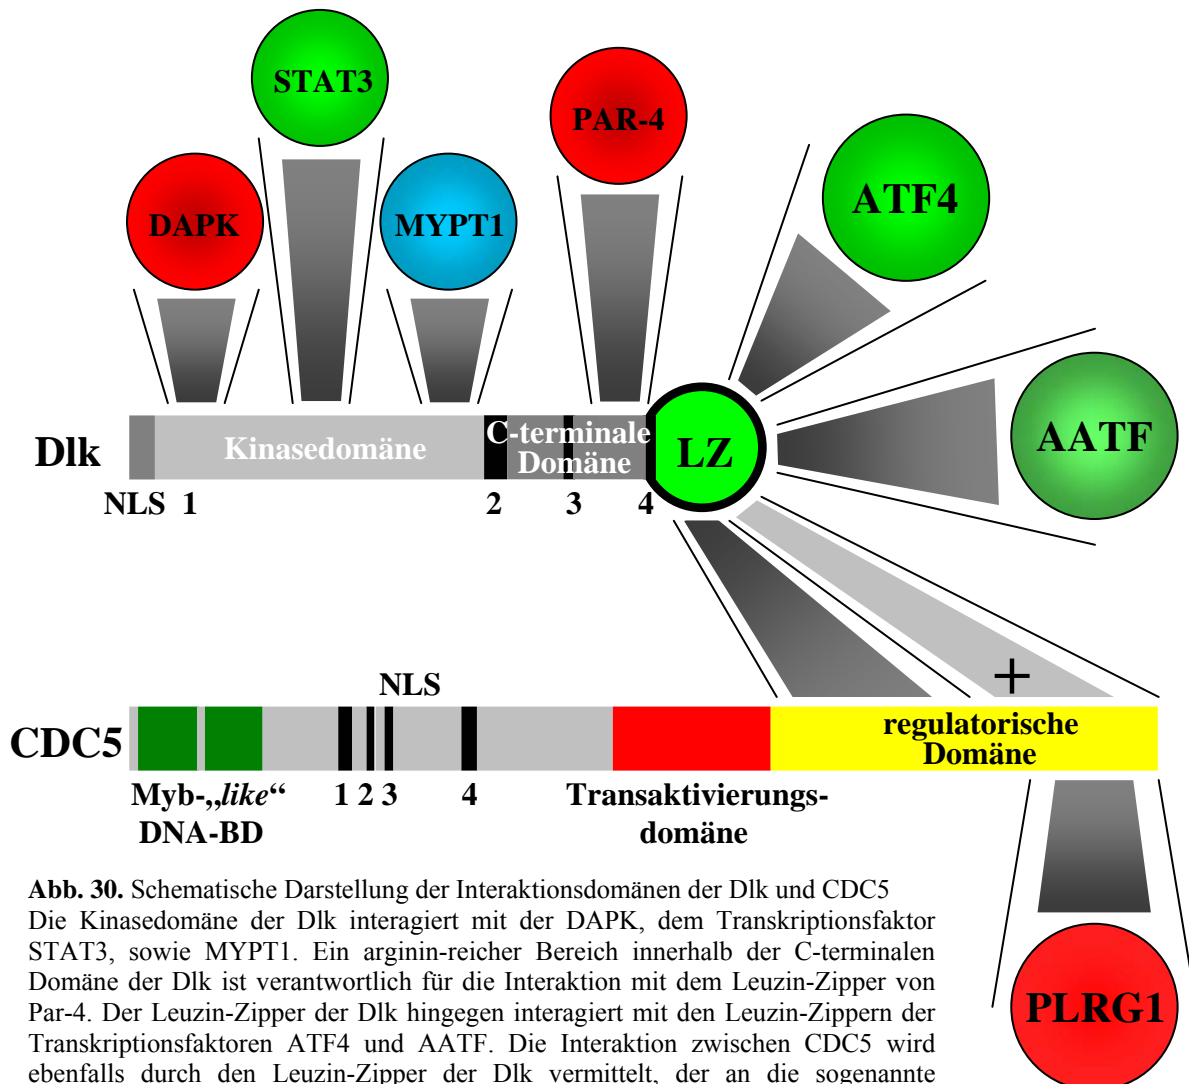 STAT3
PAR-4
DAPK
MYPT1
ATF4
AATF
Dlk
Kinasedomäne
C-terminale
Domäne
LZ
NLS 1 2 3 4
NLS
CDC5
regulatorische
Domäne
+
Myb-„like“
DNA-BD
1 2 3 4
Transaktivierungs-
domäne
PLRG1
Abb. 30. Schematische Darstellung der Interaktionsdomänen der Dlk und CDC5
Die Kinasedomäne der Dlk interagiert mit der DAPK, dem Transkriptionsfaktor
STAT3, sowie MYPT1. Ein arginin-reicher Bereich innerhalb der C-terminalen
Domäne der Dlk ist verantwortlich für die Interaktion mit dem Leuzin-Zipper von
Par-4. Der Leuzin-Zipper der Dlk hingegen interagiert mit den Leuzin-Zippern der
Transkriptionsfaktoren ATF4 und AATF. Die Interaktion zwischen CDC5 wird
ebenfalls durch den Leuzin-Zipper der Dlk vermittelt, der an die sogenannte